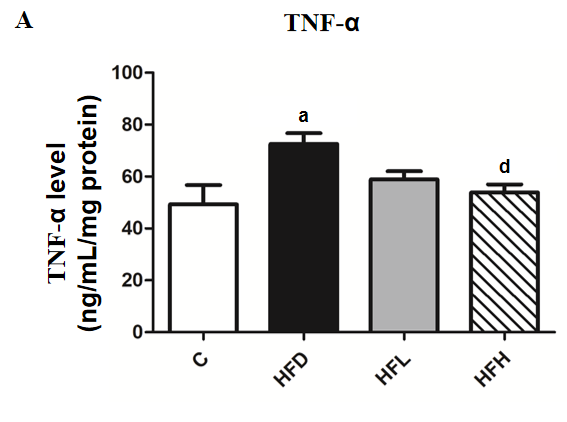 A
TNF-α
TNF-α level
(ng/mL/mg protein)
100
80
60
40
20
0
a
d
C
HFD
HFL
HFH